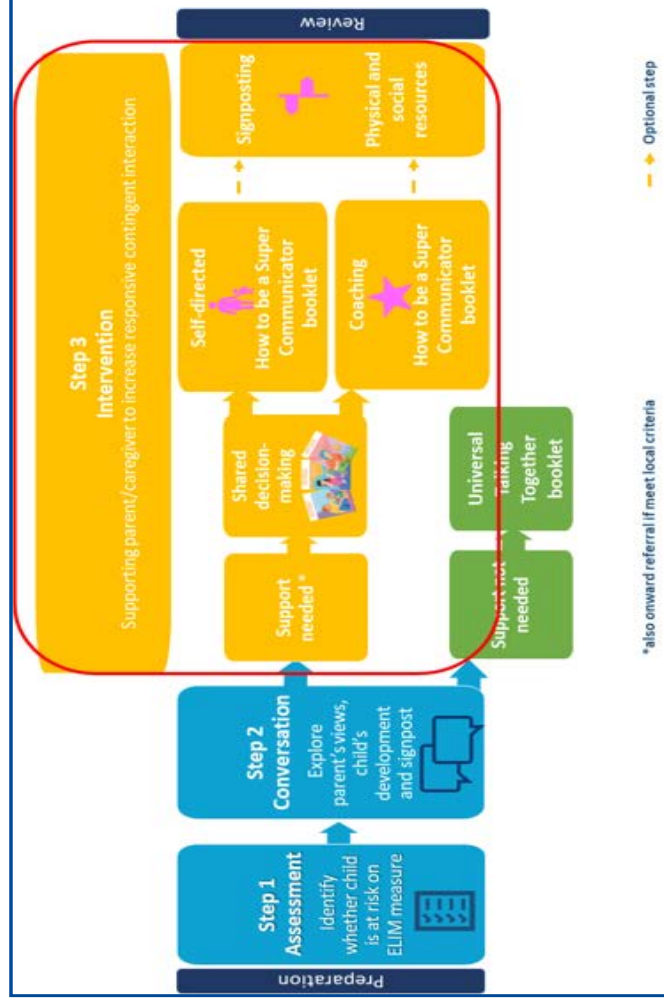 Preparation
Step 1
Assessment
Identify
whether child
is at risk on
ELIM measure
Step 2
Conversation
Explore
parent's views,
child's
development
and signpost
Step 3
Intervention
Supporting parent/caregiver to increase responsive contingent interaction
Support
needed*
Shared
decision-
making
Self-directed
How to be a Super
Communicator
booklet
Coaching
How to be a Super
Communicator
booklet
Signposting
Physical and
social
resources
Support not
needed
Universal
Talking
Together
booklet
Review
*also onward referral if meet local criteria
Optional step